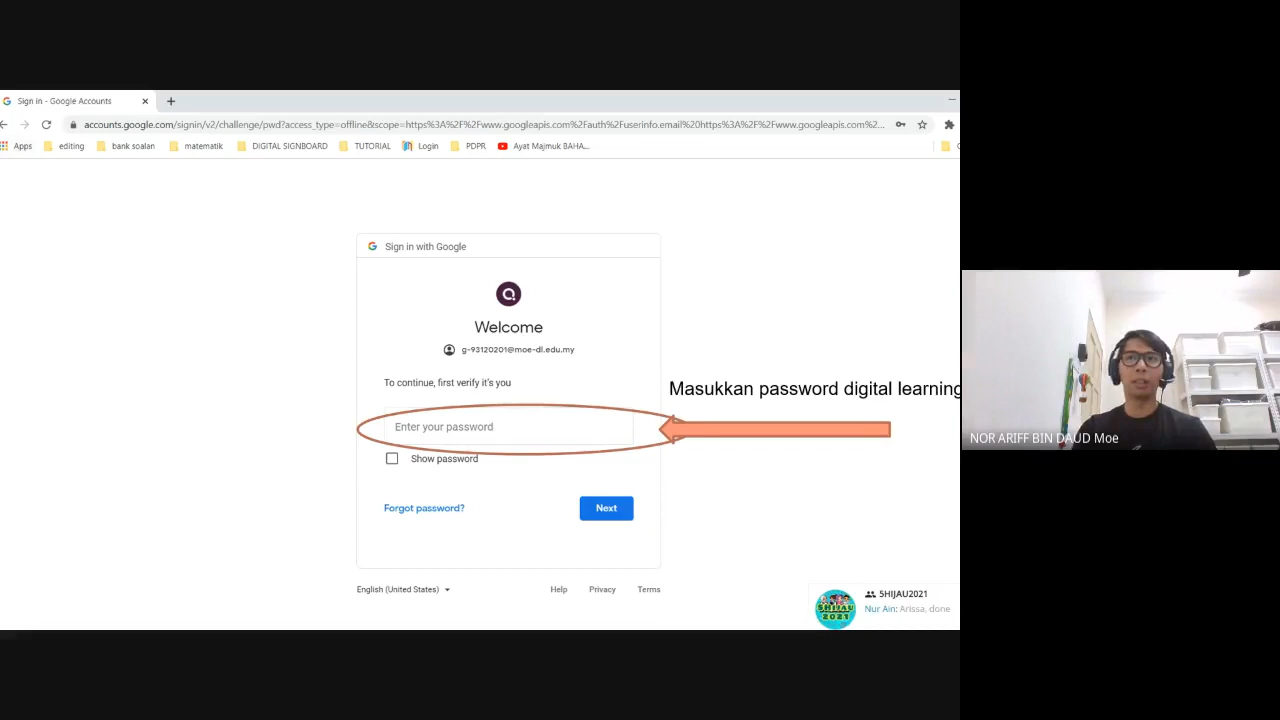 Sign in - Google Accounts
accounts.google.com/signin/v2/challenge/pwd?access_type=offline&scope=https%3A%2F%2Fwww.googleapis.com%2Fauth%2Fuserinfo.email%20https%3A%2F%2Fwww.googleapis.com%2...
Apps editing bank soalan matematik DIGITAL SIGNBOARD TUTORIAL Login PDPR Ayat Majmuk BAHA...
Sign in with Google
Welcome
g-93120201@moe-dl.edu.my
To continue, first verify it's you
Masukkan password digital learning
Enter your password
Show password
Forgot password?
Next
English (United States)
Help Privacy Terms
5HIJAU2021
Nur Ain: Arissa, done
5HIJAU
2021
NOR ARIFF BIN DAUD Moe